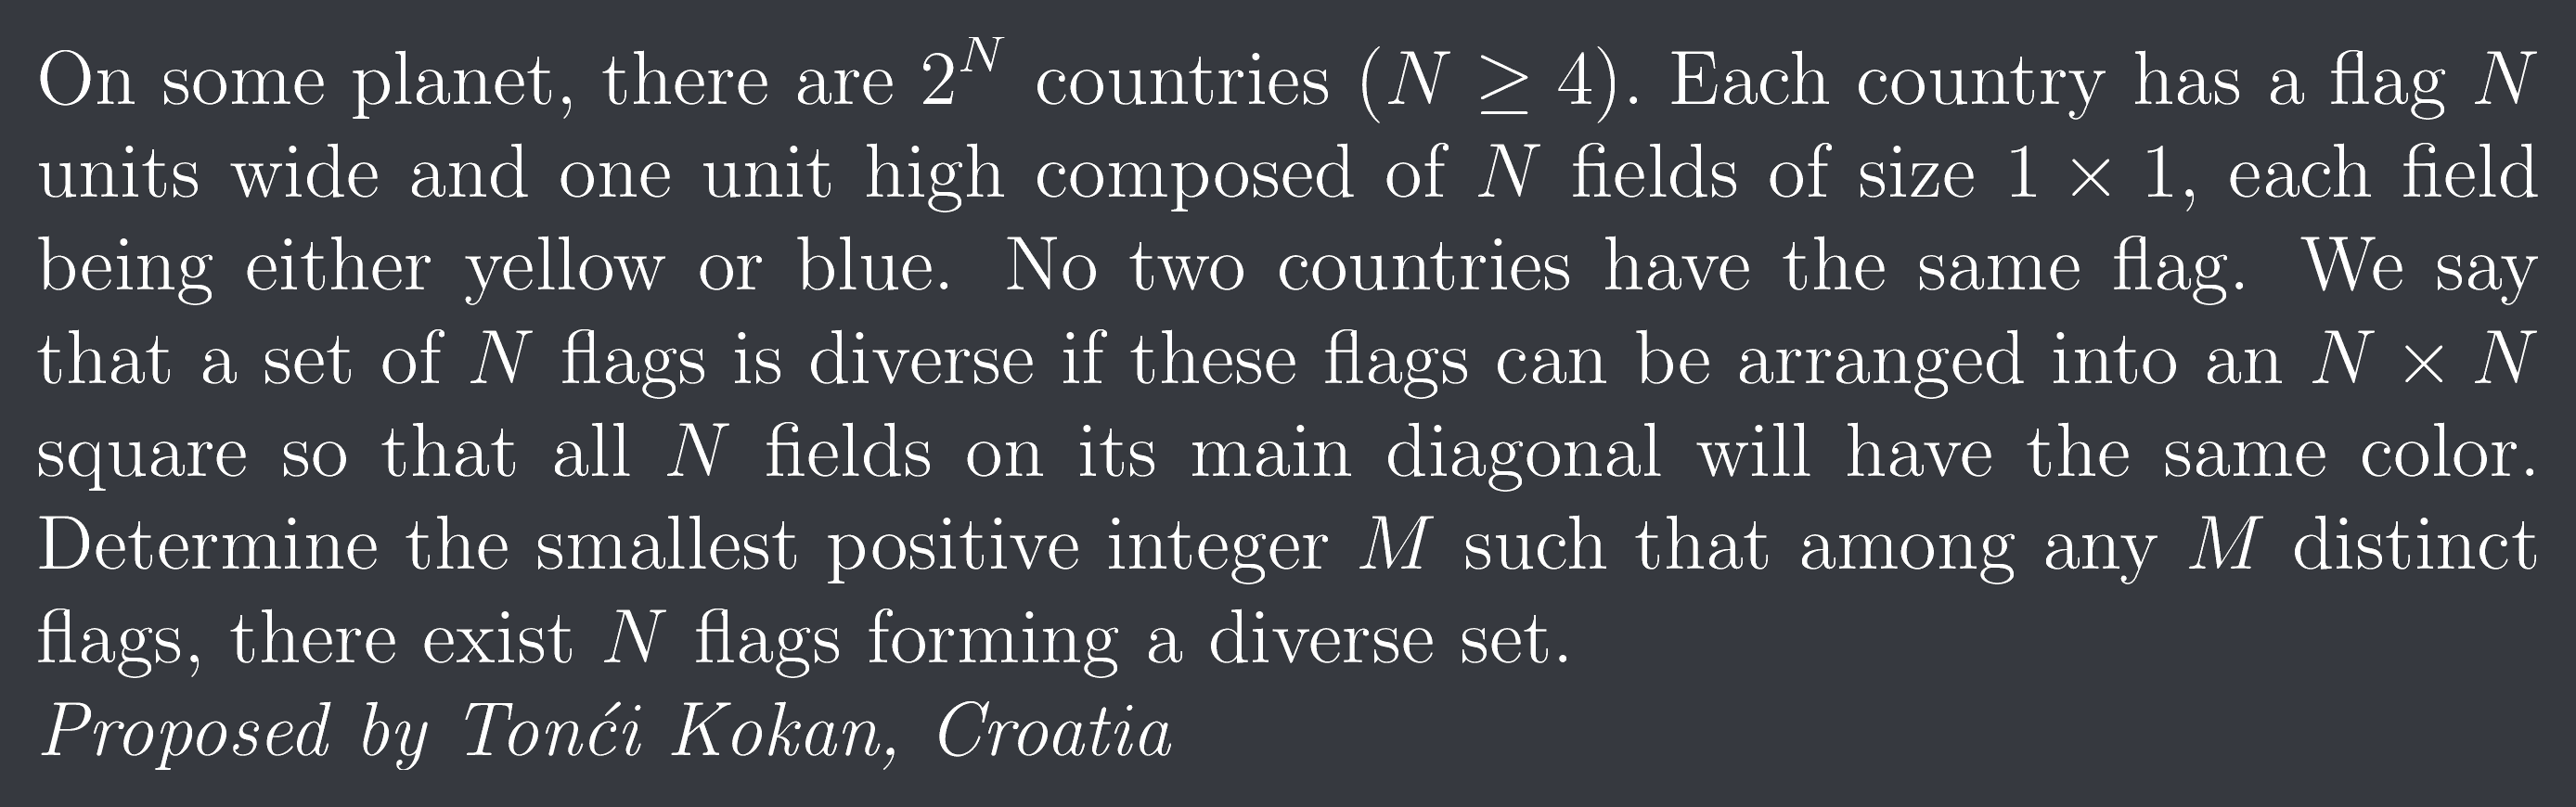 On some planet, there are $2^N$ countries $(N \geq 4)$. Each country has a flag $N$
units wide and one unit high composed of $N$ fields of size $1 \times 1$, each field
being either yellow or blue. No two countries have the same flag. We say
that a set of $N$ flags is diverse if these flags can be arranged into an $N \times N$
square so that all $N$ fields on its main diagonal will have the same color.
Determine the smallest positive integer $M$ such that among any $M$ distinct
flags, there exist $N$ flags forming a diverse set.
Proposed by Tonći Kokan, Croatia